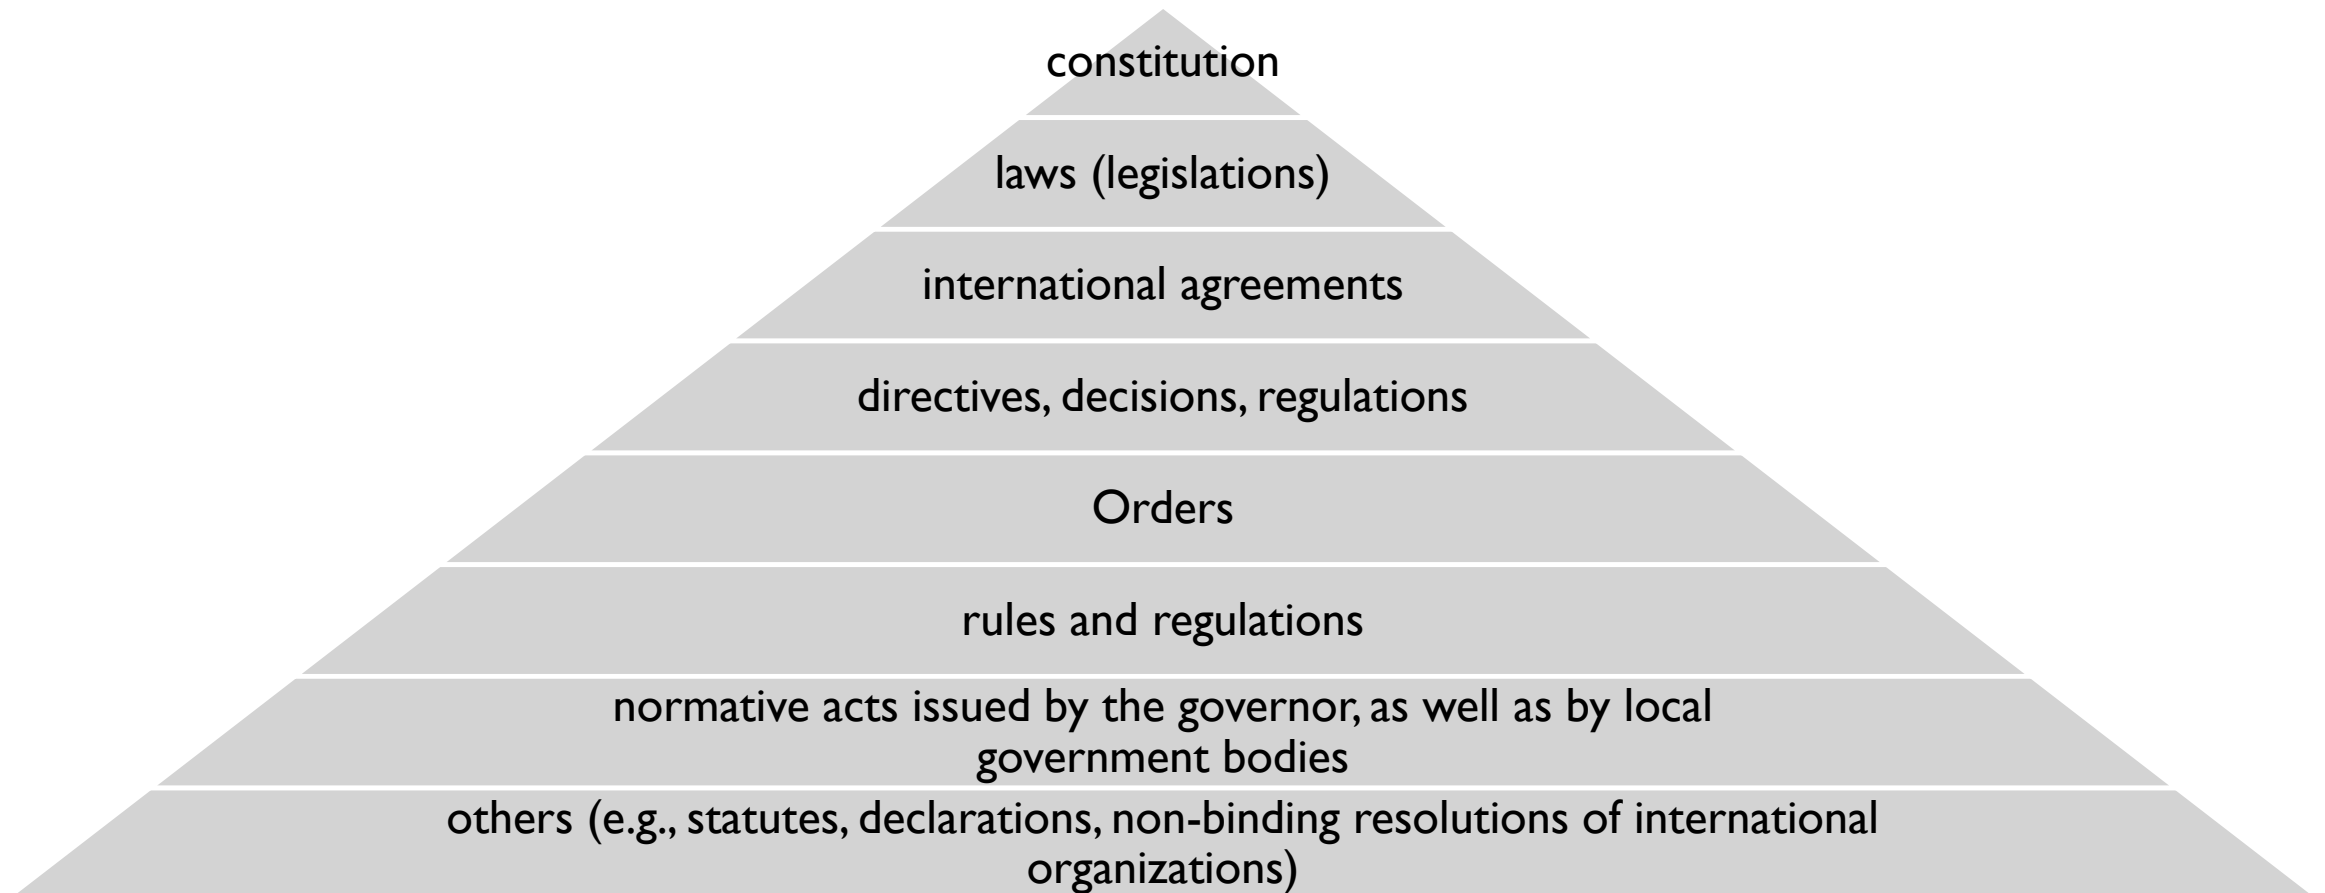 constitution
laws (legislations)
international agreements
directives, decisions, regulations
Orders
rules and regulations
normative acts issued by the governor, as well as by local
government bodies
others (e.g., statutes, declarations, non-binding resolutions of international
organizations)